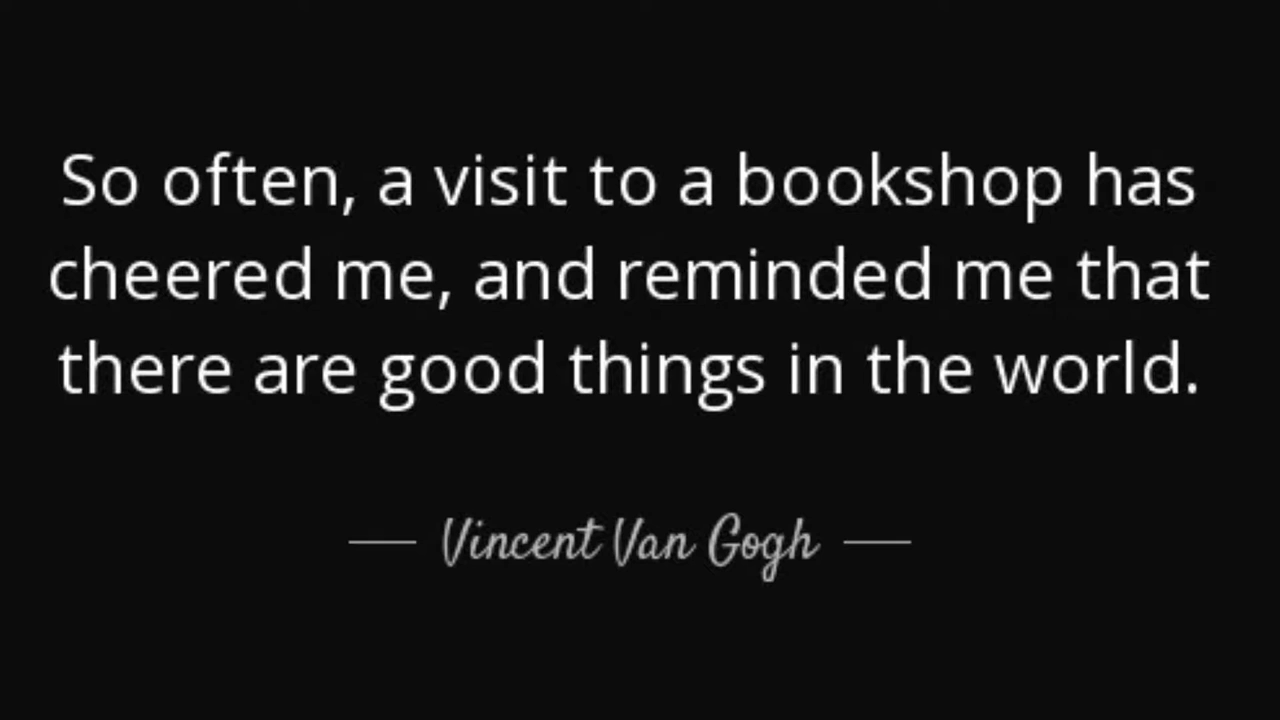 So often, a visit to a bookshop has
cheered me, and reminded me that
there are good things in the world.
Vincent Van Gogh